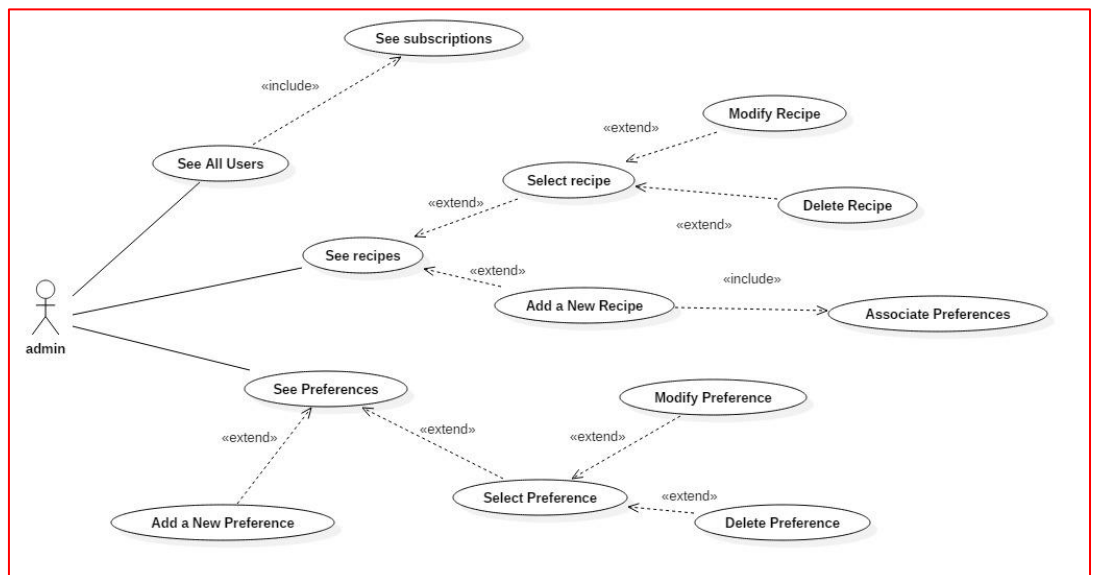 See subscriptions
«include»
Modify Recipe
«extend»
See All Users
Select recipe
«extend»
Delete Recipe
«extend»
See recipes
«extend»
Add a New Recipe
«include»
Associate Preferences
admin
See Preferences
Modify Preference
«extend»
«extend»
«extend»
Select Preference
«extend»
Add a New Preference
Delete Preference